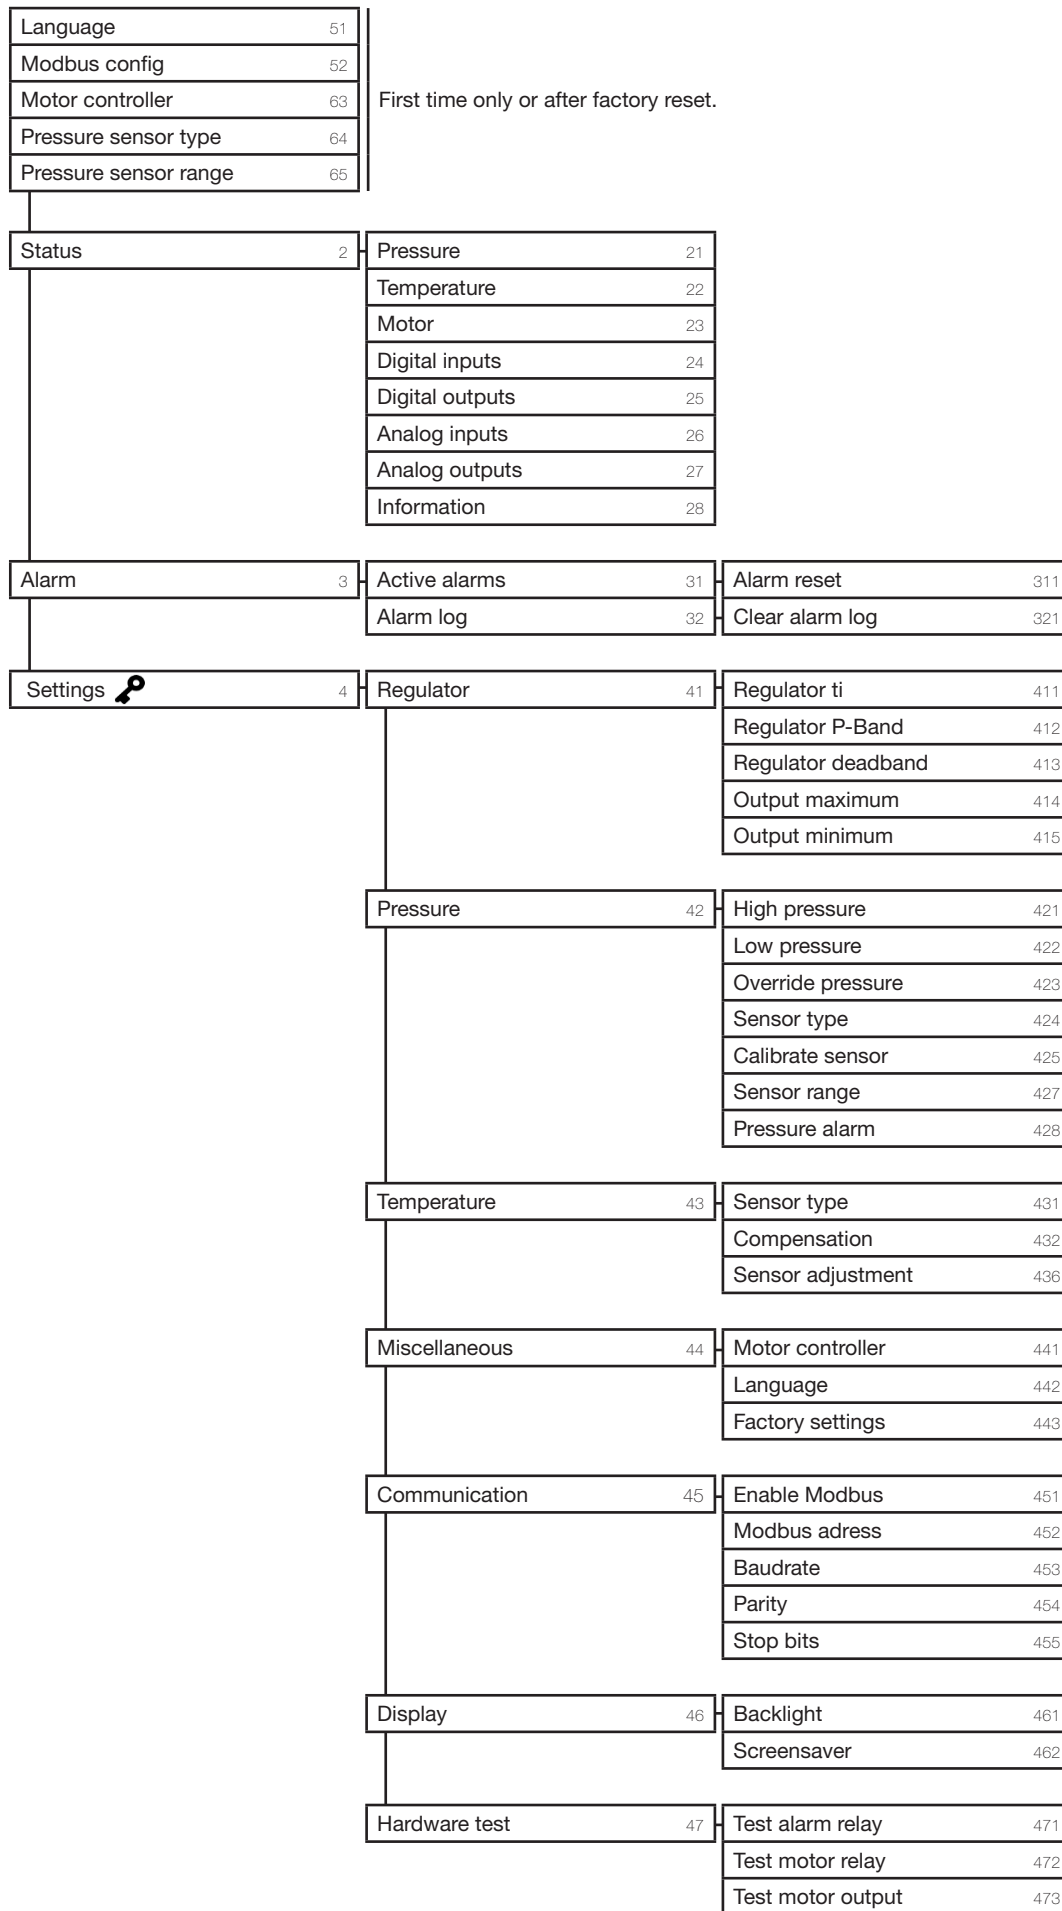 Language 51
Modbus config 52
Motor controller 63
First time only or after factory reset.
Pressure sensor type 64
Pressure sensor range 65
Status 2
Pressure 21
Temperature 22
Motor 23
Digital inputs 24
Digital outputs 25
Analog inputs 26
Analog outputs 27
Information 28
Alarm 3
Active alarms 31
Alarm reset 311
Alarm log 32
Clear alarm log 321
Settings 4
Regulator 41
Regulator ti 411
Regulator P-Band 412
Regulator deadband 413
Output maximum 414
Output minimum 415
Pressure 42
High pressure 421
Low pressure 422
Override pressure 423
Sensor type 424
Calibrate sensor 425
Sensor range 427
Pressure alarm 428
Temperature 43
Sensor type 431
Compensation 432
Sensor adjustment 436
Miscellaneous 44
Motor controller 441
Language 442
Factory settings 443
Communication 45
Enable Modbus 451
Modbus adress 452
Baudrate 453
Parity 454
Stop bits 455
Display 46
Backlight 461
Screensaver 462
Hardware test 47
Test alarm relay 471
Test motor relay 472
Test motor output 473